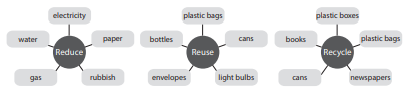 electricity
water
paper
Reduce
gas
rubbish
plastic bags
bottles
cans
Reuse
envelopes
light bulbs
plastic boxes
books
plastic bags
Recycle
cans
newspapers